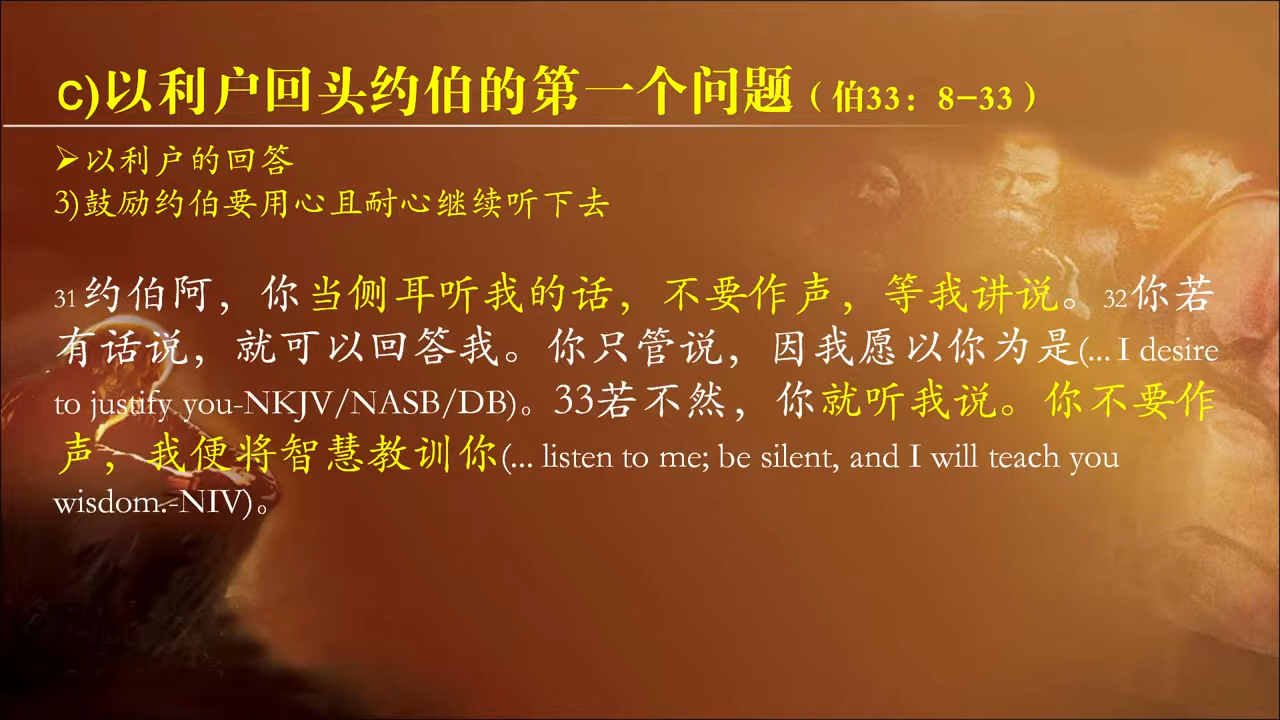 c)以利户回头约伯的第一个问题（伯33：8-33）
➢以利户的回答
3)鼓励约伯要用心且耐心继续听下去
31约伯阿，你当侧耳听我的话，不要作声，等我讲说。32你若
有话说，就可以回答我。你只管说，因我愿以你为是(... I desire
to justify you-NKJV/NASB/DB)。33若不然，你就听我说。你不要作
声，我便将智慧教训你(... listen to me; be silent, and I will teach you
wisdom.-NIV)。